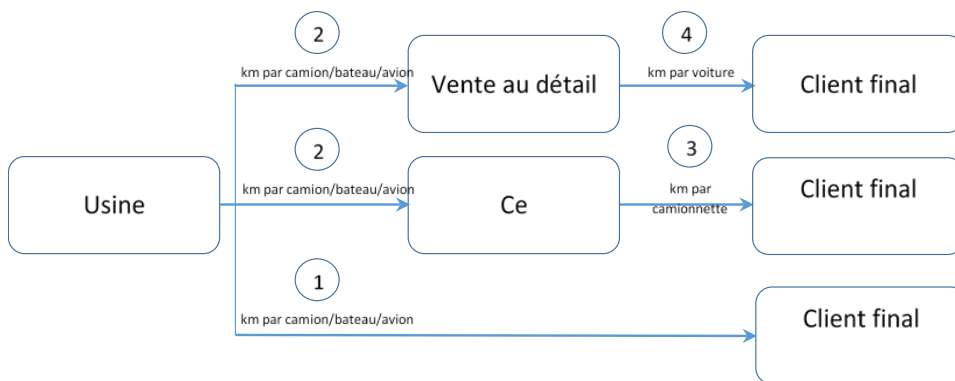 2
4
km par camion/bateau/avion
Vente au détail
km par voiture
Client final
2
3
Usine
km par camion/bateau/avion
Ce
km par
camionnette
Client final
1
km par camion/bateau/avion
Client final